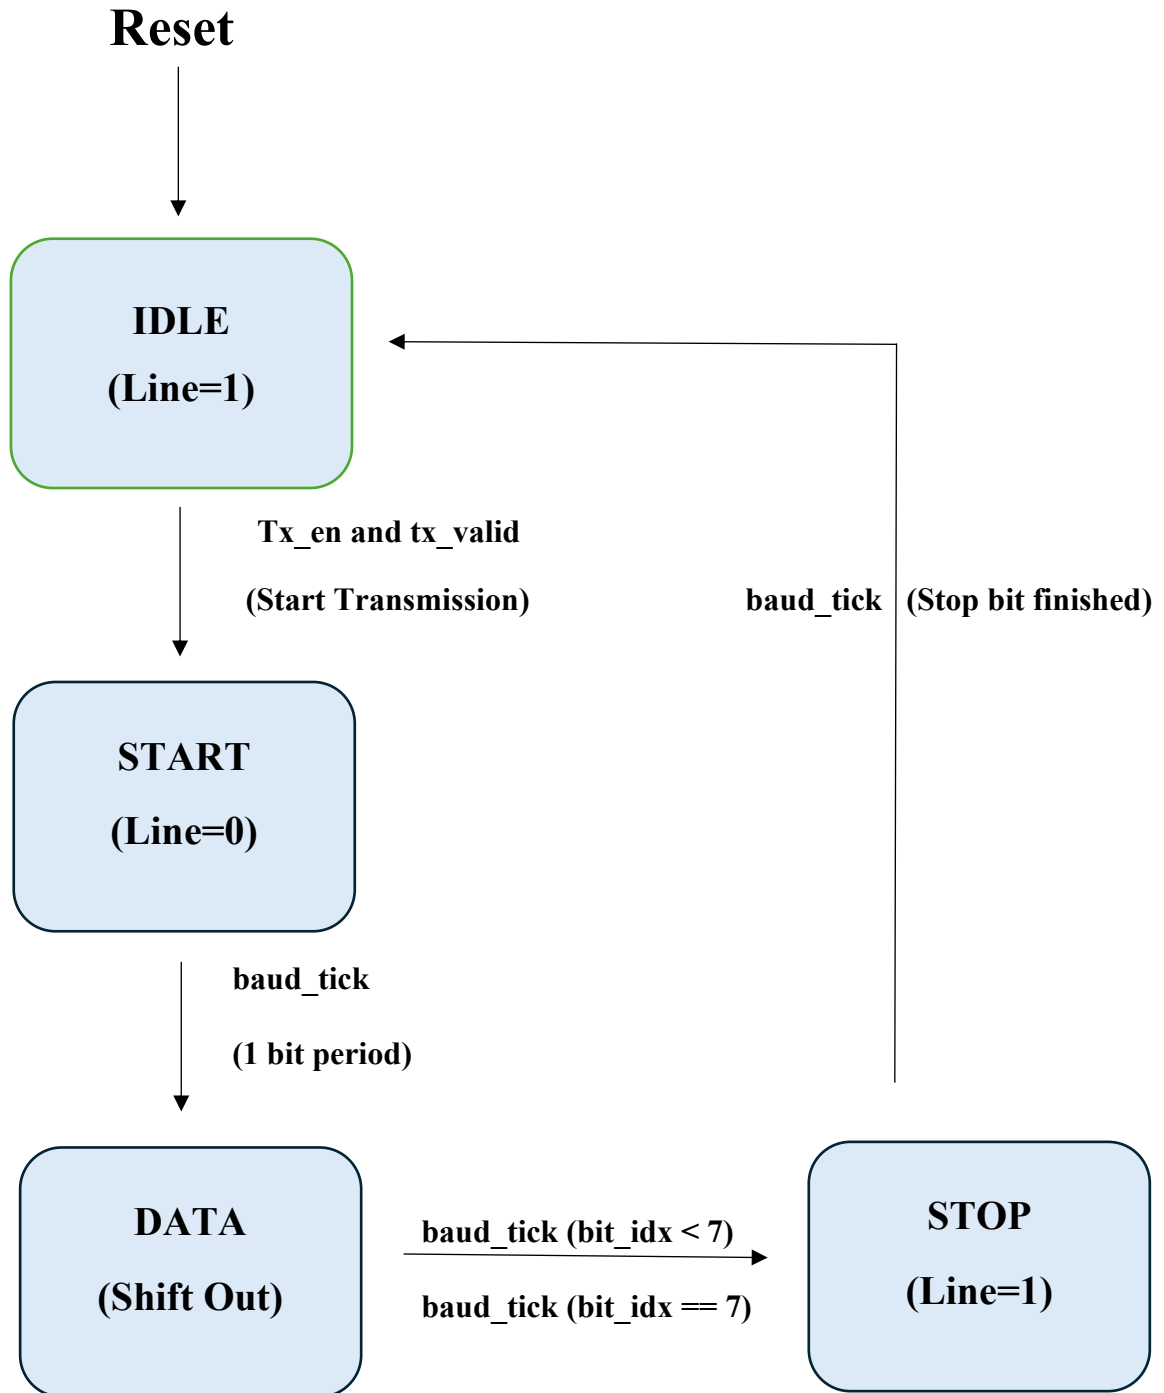 Reset
IDLE
(Line=1)
Tx_en and tx_valid
(Start Transmission)
baud_tick (Stop bit finished)
START
(Line=0)
baud_tick
(1 bit period)
DATA
(Shift Out)
baud_tick (bit_idx < 7)
baud_tick (bit_idx == 7)
STOP
(Line=1)